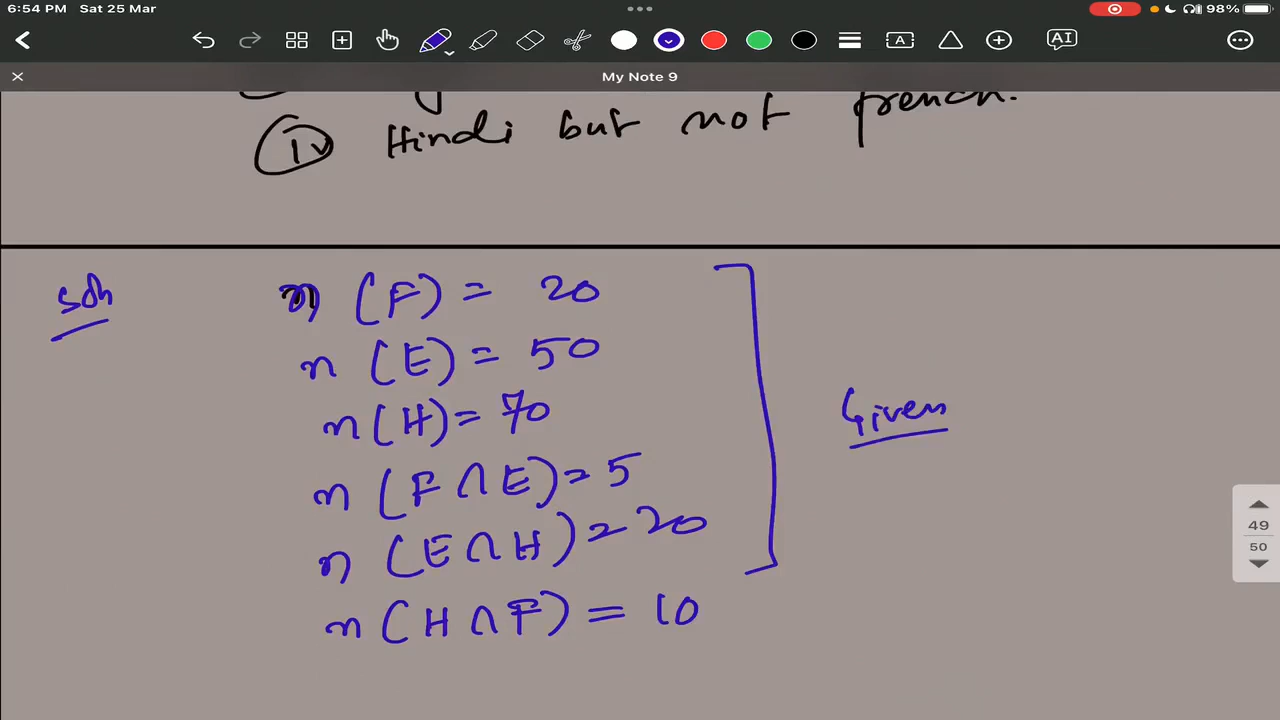 6:54 PM Sat 25 Mar
98%
A
AI
My Note 9
french.
iv Hindi but not
Soln
n (F) = 20
n (E) = 50
n (H) = 70
Given
n (F ∩ E) = 5
n (E ∩ H) = 20
n (H ∩ F) = 10
49
50